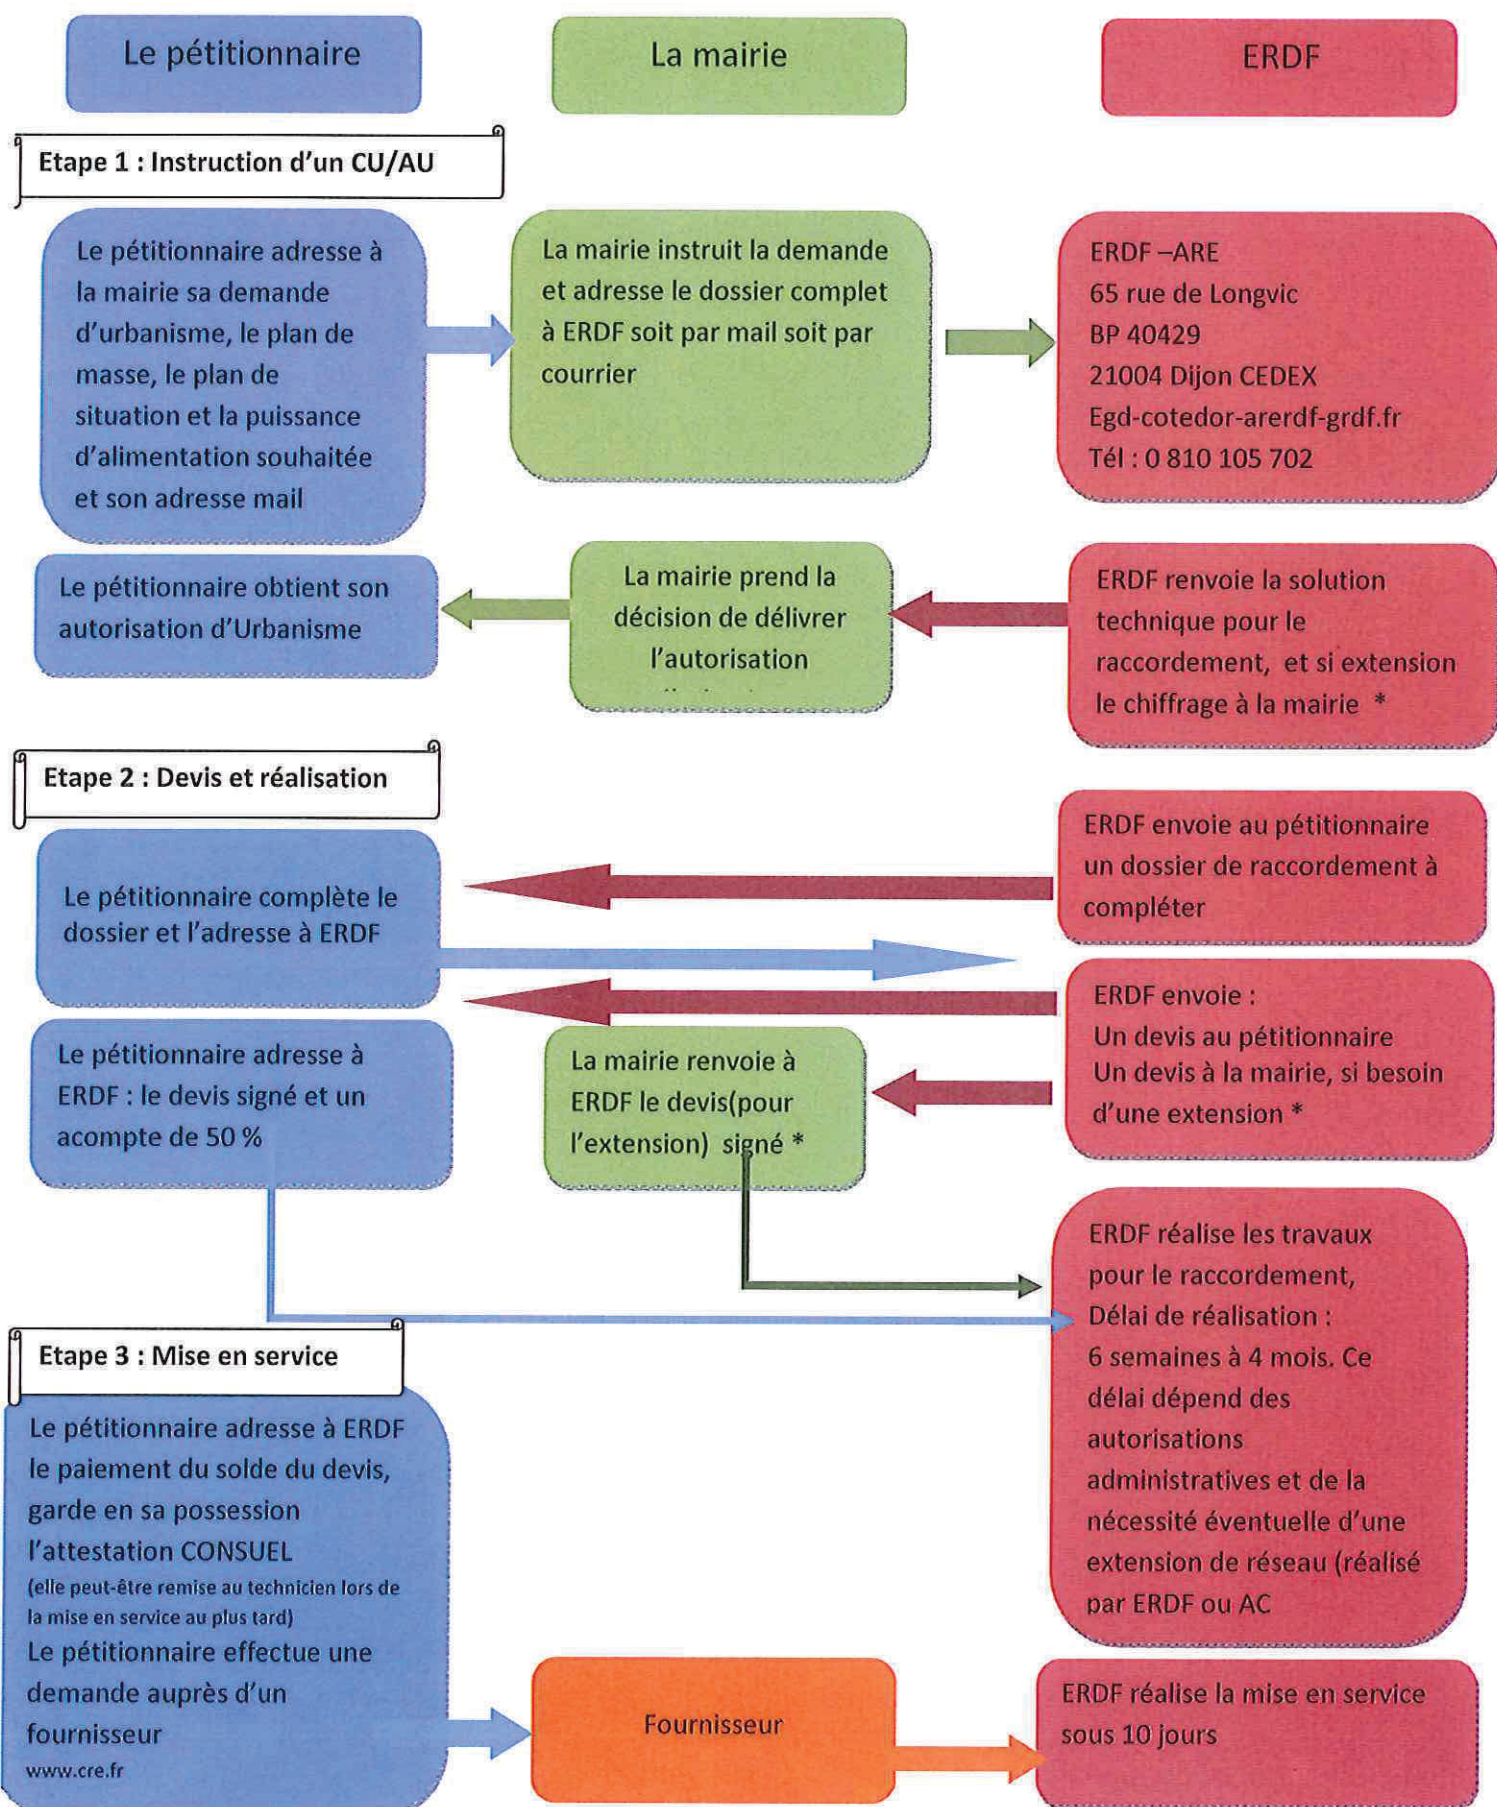 Le pétitionnaire
La mairie
ERDF
Etape 1 : Instruction d'un CU/AU
Le pétitionnaire adresse à
la mairie sa demande
d'urbanisme, le plan de
masse, le plan de
situation et la puissance
d'alimentation souhaitée
et son adresse mail
La mairie instruit la demande
et adresse le dossier complet
à ERDF soit par mail soit par
courrier
ERDF –ARE
65 rue de Longvic
BP 40429
21004 Dijon CEDEX
Egd-cotedor-arerdf-grdf.fr
Tél : 0 810 105 702
Le pétitionnaire obtient son
autorisation d'Urbanisme
La mairie prend la
décision de délivrer
l'autorisation
ERDF renvoie la solution
technique pour le
raccordement, et si extension
le chiffrage à la mairie *
Etape 2 : Devis et réalisation
Le pétitionnaire complète le
dossier et l'adresse à ERDF
ERDF envoie au pétitionnaire
un dossier de raccordement à
compléter
Le pétitionnaire adresse à
ERDF : le devis signé et un
acompte de 50 %
La mairie renvoie à
ERDF le devis(pour
l'extension) signé *
ERDF envoie :
Un devis au pétitionnaire
Un devis à la mairie, si besoin
d'une extension *
ERDF réalise les travaux
pour le raccordement,
Délai de réalisation :
6 semaines à 4 mois. Ce
délai dépend des
autorisations
administratives et de la
nécessité éventuelle d'une
extension de réseau (réalisé
par ERDF ou AC
Etape 3 : Mise en service
Le pétitionnaire adresse à ERDF
le paiement du solde du devis,
garde en sa possession
l'attestation CONSUEL
(elle peut-être remise au technicien lors de
la mise en service au plus tard)
Le pétitionnaire effectue une
demande auprès d'un
fournisseur
www.cre.fr
Fournisseur
ERDF réalise la mise en service
sous 10 jours